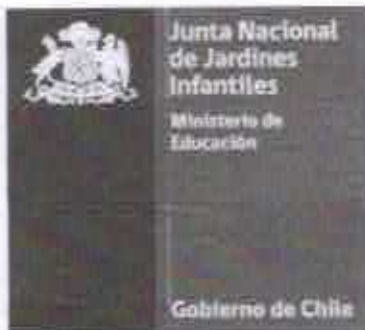 Junta Nacional
de Jardines
Infantiles
Ministerio de
Educación
Gobierno de Chile